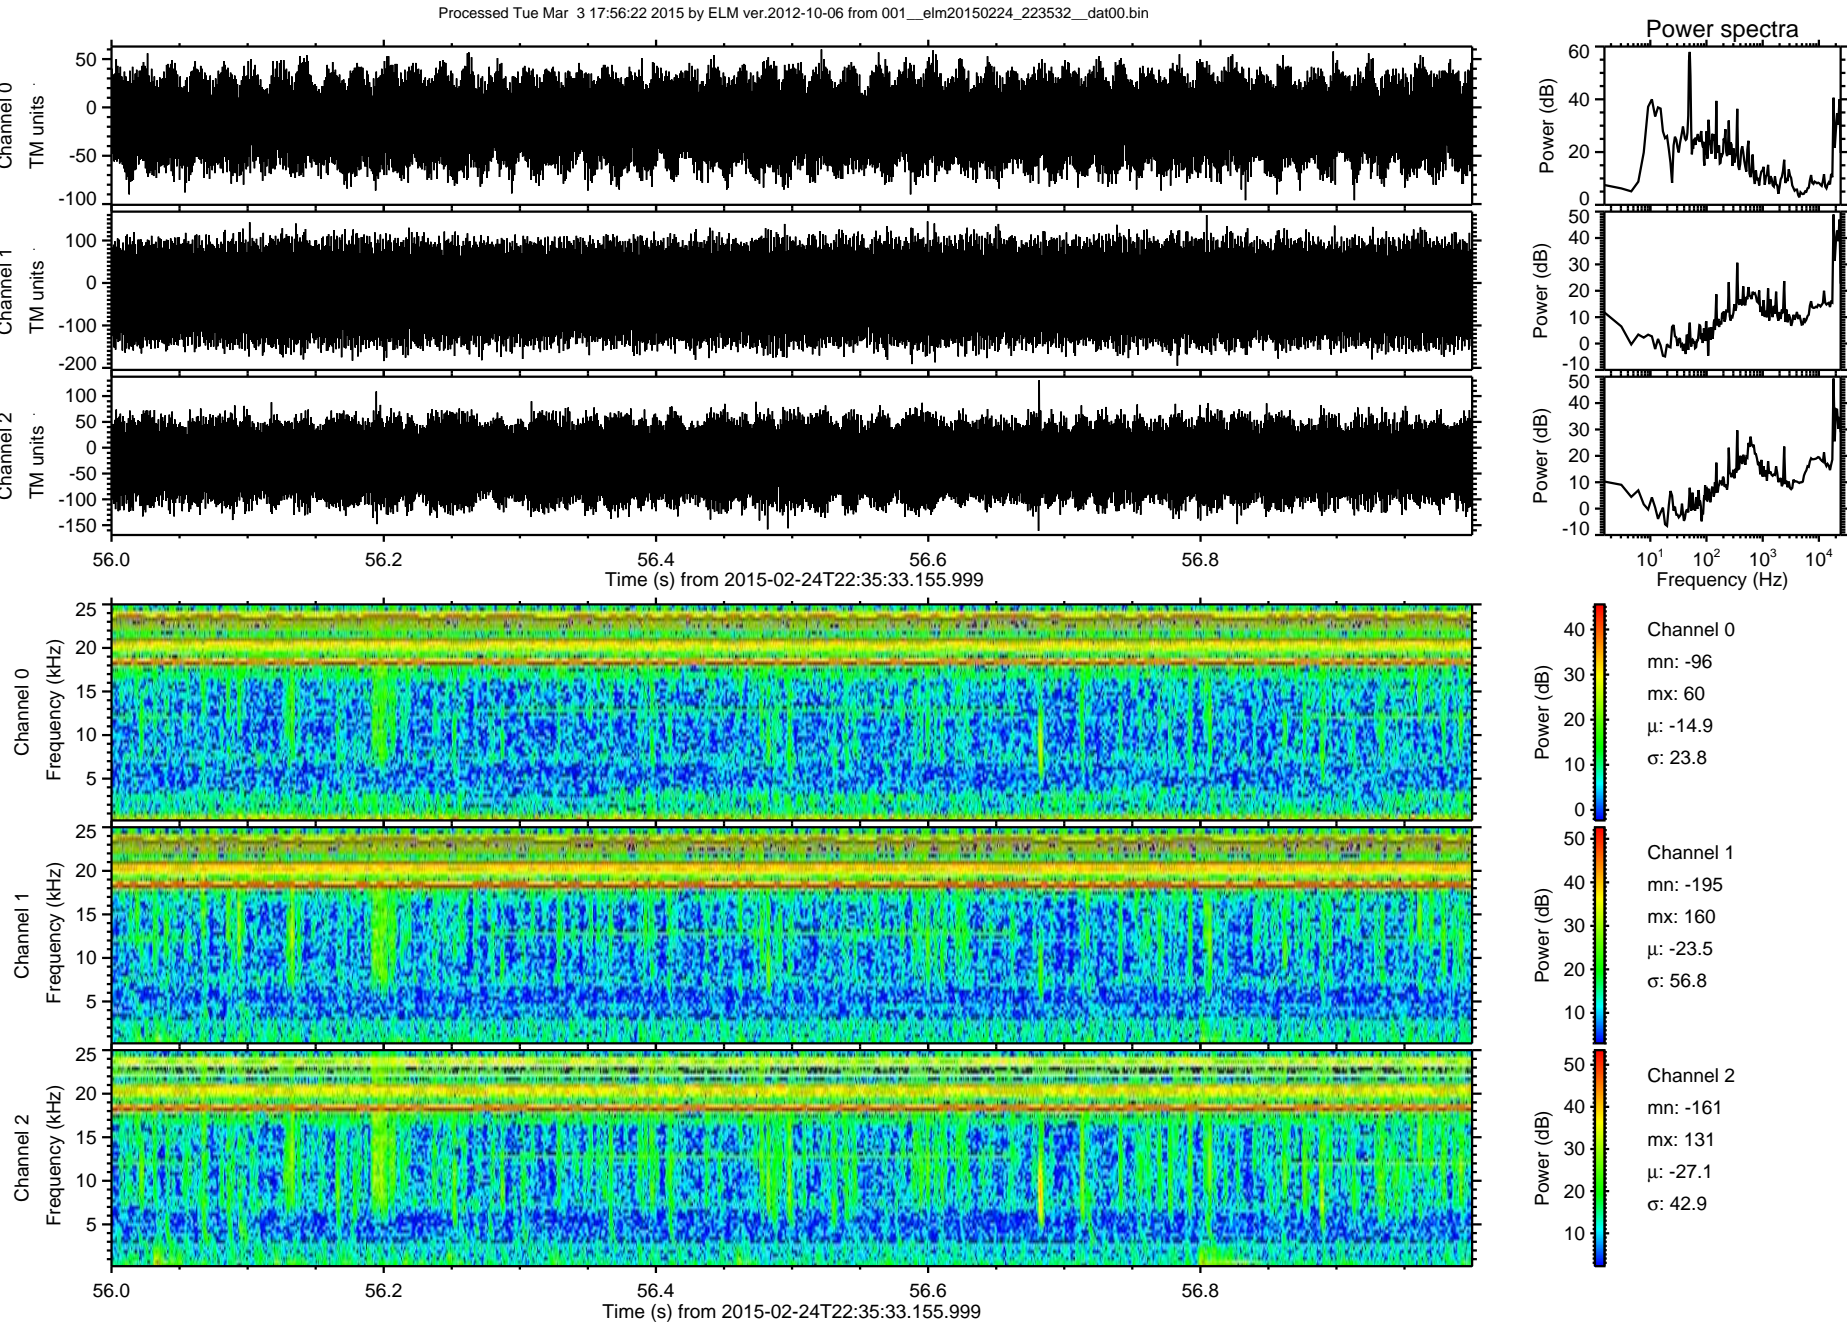 Processed Tue Mar  3 17:56:22 2015 by ELM ver.2012-10-06 from 001__elm20150224_223532__dat00.bin
Power spectra
Channel 0
TM units
50
0
-50
-100
Power (dB)
60
40
20
0
Channel 1
TM units
100
0
-100
-200
Power (dB)
50
40
30
20
10
0
-10
Channel 2
TM units
100
50
0
-50
-100
-150
Power (dB)
50
40
30
20
10
0
-10
56.0 56.2 56.4 56.6 56.8
Time (s) from 2015-02-24T22:35:33.155.999
10¹ 10² 10³ 10⁴
Frequency (Hz)
Channel 0
Frequency (kHz)
25
20
15
10
5
Power (dB)
40
30
20
10
0
Channel 0
mn: -96
mx: 60
μ: -14.9
σ: 23.8
Channel 1
Frequency (kHz)
25
20
15
10
5
Power (dB)
50
40
30
20
10
Channel 1
mn: -195
mx: 160
μ: -23.5
σ: 56.8
Channel 2
Frequency (kHz)
25
20
15
10
5
Power (dB)
50
40
30
20
10
Channel 2
mn: -161
mx: 131
μ: -27.1
σ: 42.9
56.0 56.2 56.4 56.6 56.8
Time (s) from 2015-02-24T22:35:33.155.999